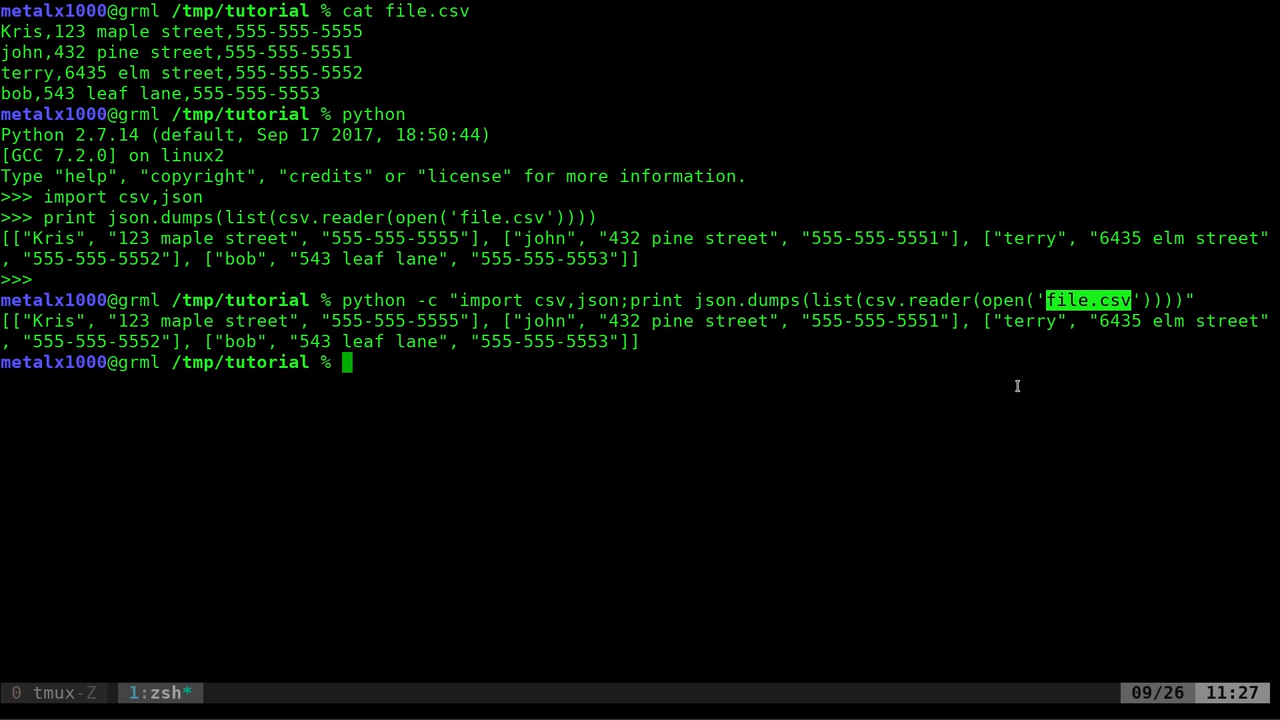 metalx1000@grml /tmp/tutorial % cat file.csv
Kris,123 maple street,555-555-5555
john,432 pine street,555-555-5551
terry,6435 elm street,555-555-5552
bob,543 leaf lane,555-555-5553
metalx1000@grml /tmp/tutorial % python
Python 2.7.14 (default, Sep 17 2017, 18:50:44)
[GCC 7.2.0] on linux2
Type "help", "copyright", "credits" or "license" for more information.
>>> import csv,json
>>> print json.dumps(list(csv.reader(open('file.csv'))))
[["Kris", "123 maple street", "555-555-5555"], ["john", "432 pine street", "555-555-5551"], ["terry", "6435 elm street"
, "555-555-5552"], ["bob", "543 leaf lane", "555-555-5553"]]
>>>
metalx1000@grml /tmp/tutorial % python -c "import csv,json;print json.dumps(list(csv.reader(open('file.csv'))))"
[["Kris", "123 maple street", "555-555-5555"], ["john", "432 pine street", "555-555-5551"], ["terry", "6435 elm street"
, "555-555-5552"], ["bob", "543 leaf lane", "555-555-5553"]]
metalx1000@grml /tmp/tutorial %
0 tmux-Z 1:zsh* 09/26 11:27